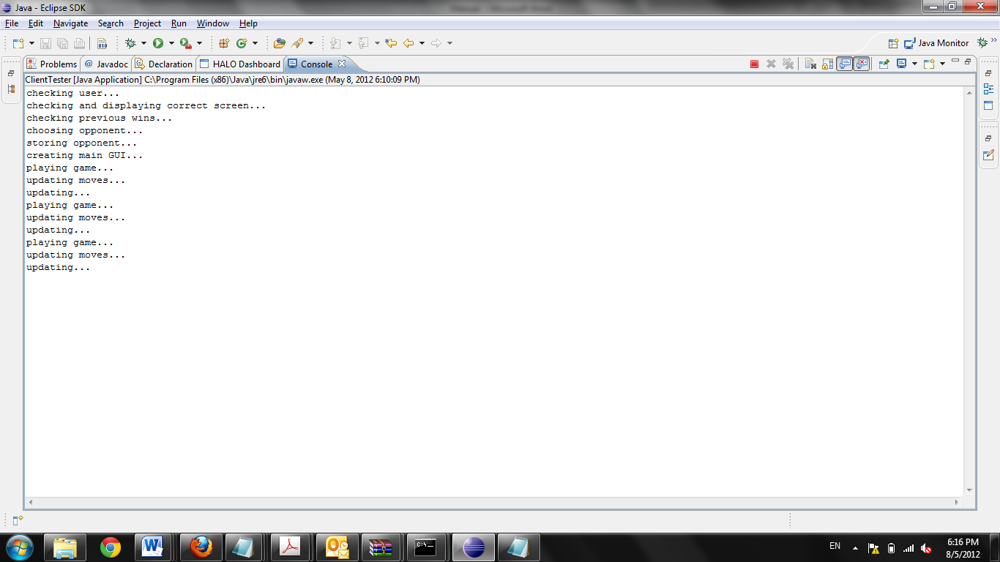 Java - Eclipse SDK
File Edit Navigate Search Project Run Window Help
Java Monitor
Problems @ Javadoc Declaration HALO Dashboard Console
ClientTester [Java Application] C:\Program Files (x86)\Java\jre6\bin\javaw.exe (May 8, 2012 6:10:09 PM)
checking user...
checking and displaying correct screen...
checking previous wins...
choosing opponent...
storing opponent...
creating main GUI...
playing game...
updating moves...
updating...
playing game...
updating moves...
updating...
playing game...
updating moves...
updating...
EN
6:16 PM
8/5/2012